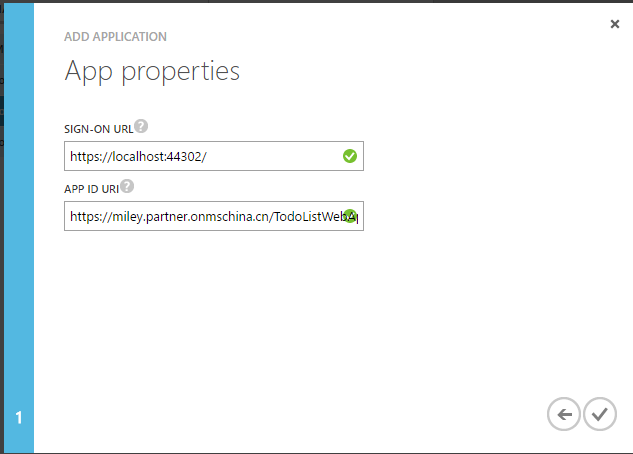 ADD APPLICATION
App properties
SIGN-ON URL
https://localhost:44302/
APP ID URI
https://miley.partner.onmschina.cn/TodoListWebAp
1